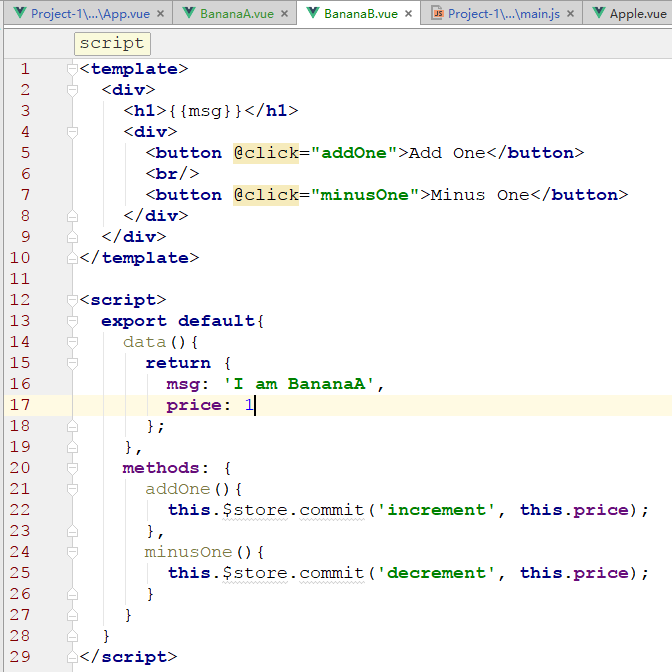 Project-1\...\App.vue × BananaA.vue × BananaB.vue × JS Project-1\...\main.js × Apple.vue
script
1 <template>
2 <div>
3 <h1>{{msg}}</h1>
4 <div>
5 <button @click="addOne">Add One</button>
6 <br/>
7 <button @click="minusOne">Minus One</button>
8 </div>
9 </div>
10 </template>
11
12 <script>
13 export default{
14 data(){
15 return {
16 msg: 'I am BananaA',
17 price: 1
18 };
19 },
20 methods: {
21 addOne(){
22 this.$store.commit('increment', this.price);
23 },
24 minusOne(){
25 this.$store.commit('decrement', this.price);
26 }
27 }
28 }
29 </script>